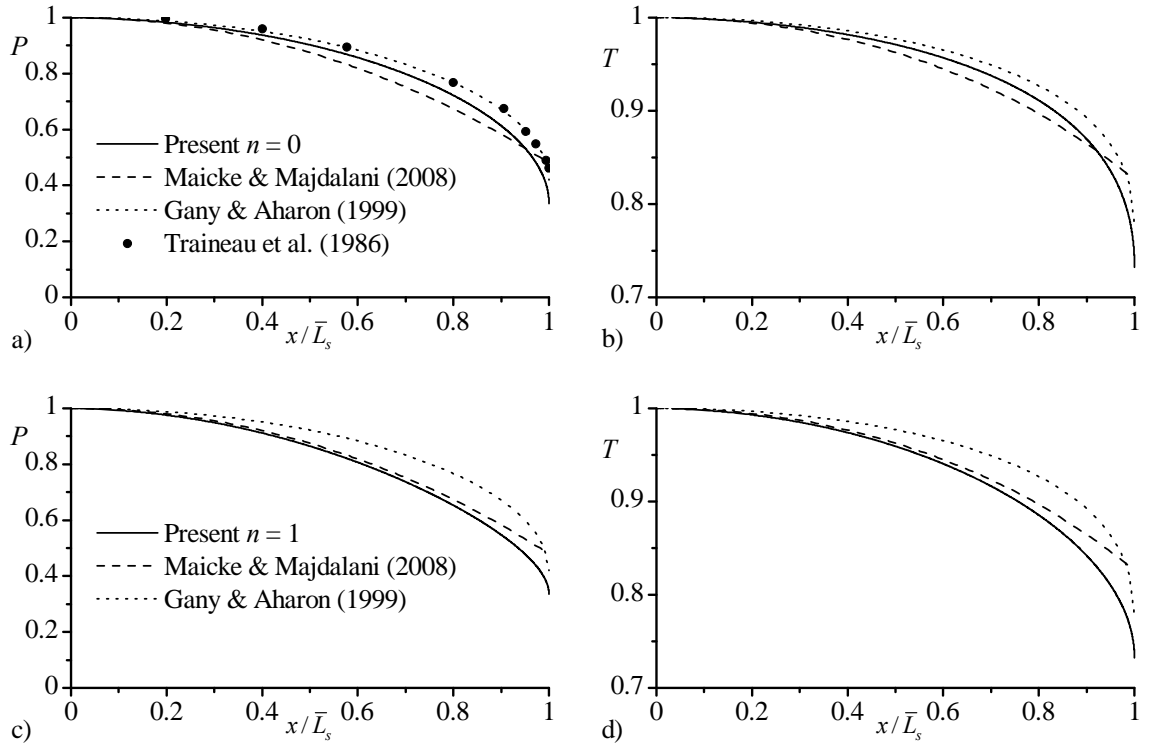 1
P
0.8
0.6
0.4
0.2
0
Present n = 0
Maicke & Majdalani (2008)
Gany & Aharon (1999)
Traineau et al. (1986)
0 0.2 0.4 0.6 0.8 1
x / L̄s
a)
1
T
0.9
0.8
0.7
0 0.2 0.4 0.6 0.8 1
x / L̄s
b)
1
P
0.8
0.6
0.4
0.2
0
Present n = 1
Maicke & Majdalani (2008)
Gany & Aharon (1999)
0 0.2 0.4 0.6 0.8 1
x / L̄s
c)
1
T
0.9
0.8
0.7
0 0.2 0.4 0.6 0.8 1
x / L̄s
d)